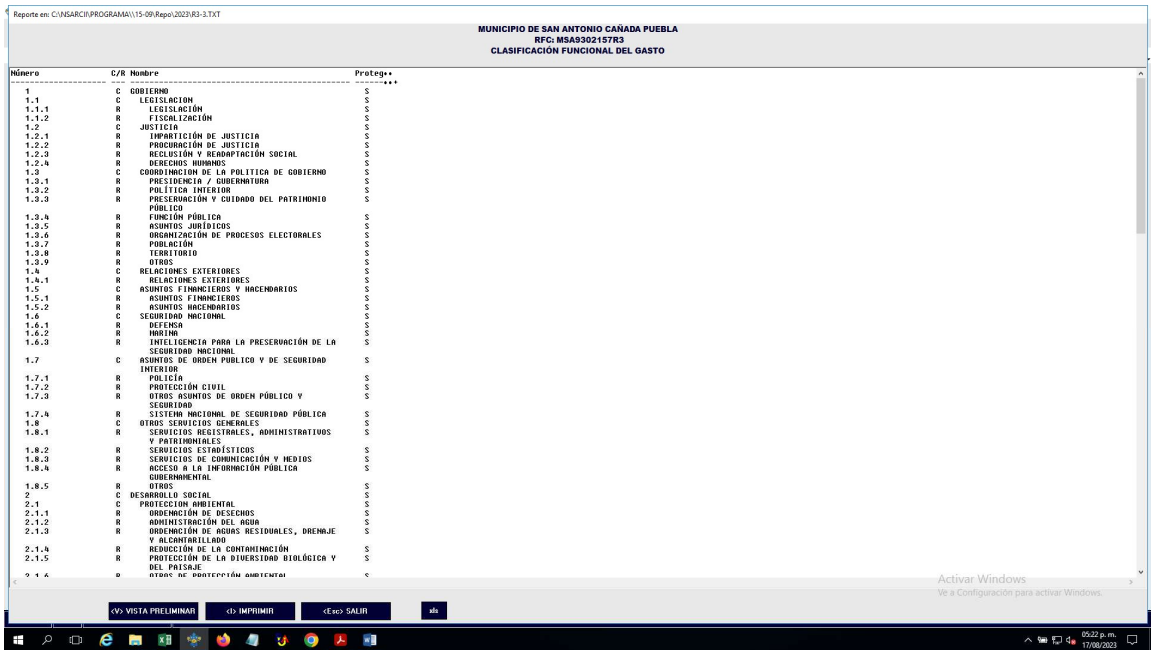 Reporte en: C:\NSARCII\PROGRAMA\\15-09\Repo\2023\R3-3.TXT
MUNICIPIO DE SAN ANTONIO CAÑADA PUEBLA
RFC: MSA9302157R3
CLASIFICACIÓN FUNCIONAL DEL GASTO
Número C/R Nombre Proteg••
1 C GOBIERNO S
1.1 C LEGISLACION S
1.1.1 R LEGISLACIÓN S
1.1.2 R FISCALIZACIÓN S
1.2 C JUSTICIA S
1.2.1 R IMPARTICIÓN DE JUSTICIA S
1.2.2 R PROCURACIÓN DE JUSTICIA S
1.2.3 R RECLUSIÓN Y READAPTACIÓN SOCIAL S
1.2.4 R DERECHOS HUMANOS S
1.3 C COORDINACION DE LA POLITICA DE GOBIERNO S
1.3.1 R PRESIDENCIA / GUBERNATURA S
1.3.2 R POLÍTICA INTERIOR S
1.3.3 R PRESERVACIÓN Y CUIDADO DEL PATRIMONIO S
PÚBLICO
1.3.4 R FUNCIÓN PÚBLICA S
1.3.5 R ASUNTOS JURÍDICOS S
1.3.6 R ORGANIZACIÓN DE PROCESOS ELECTORALES S
1.3.7 R POBLACIÓN S
1.3.8 R TERRITORIO S
1.3.9 R OTROS S
1.4 C RELACIONES EXTERIORES S
1.4.1 R RELACIONES EXTERIORES S
1.5 C ASUNTOS FINANCIEROS Y HACENDARIOS S
1.5.1 R ASUNTOS FINANCIEROS S
1.5.2 R ASUNTOS HACENDARIOS S
1.6 C SEGURIDAD NACIONAL S
1.6.1 R DEFENSA S
1.6.2 R MARINA S
1.6.3 R INTELIGENCIA PARA LA PRESERVACIÓN DE LA S
SEGURIDAD NACIONAL
1.7 C ASUNTOS DE ORDEN PUBLICO Y DE SEGURIDAD S
INTERIOR
1.7.1 R POLICÍA S
1.7.2 R PROTECCIÓN CIVIL S
1.7.3 R OTROS ASUNTOS DE ORDEN PÚBLICO Y S
SEGURIDAD
1.7.4 R SISTEMA NACIONAL DE SEGURIDAD PÚBLICA S
1.8 C OTROS SERVICIOS GENERALES S
1.8.1 R SERVICIOS REGISTRALES, ADMINISTRATIVOS S
Y PATRIMONIALES
1.8.2 R SERVICIOS ESTADÍSTICOS S
1.8.3 R SERVICIOS DE COMUNICACIÓN Y MEDIOS S
1.8.4 R ACCESO A LA INFORMACIÓN PÚBLICA S
GUBERNAMENTAL
1.8.5 R OTROS S
2 C DESARROLLO SOCIAL S
2.1 C PROTECCION AMBIENTAL S
2.1.1 R ORDENACIÓN DE DESECHOS S
2.1.2 R ADMINISTRACIÓN DEL AGUA S
2.1.3 R ORDENACIÓN DE AGUAS RESIDUALES, DRENAJE S
Y ALCANTARILLADO
2.1.4 R REDUCCIÓN DE LA CONTAMINACIÓN S
2.1.5 R PROTECCIÓN DE LA DIVERSIDAD BIOLÓGICA Y S
DEL PAISAJE
2.1.6 R OTROS DE PROTECCIÓN AMBIENTAL S
Activar Windows
Ve a Configuración para activar Windows.
<V> VISTA PRELIMINAR <I> IMPRIMIR <Esc> SALIR xls
05:22 p. m.
17/08/2023